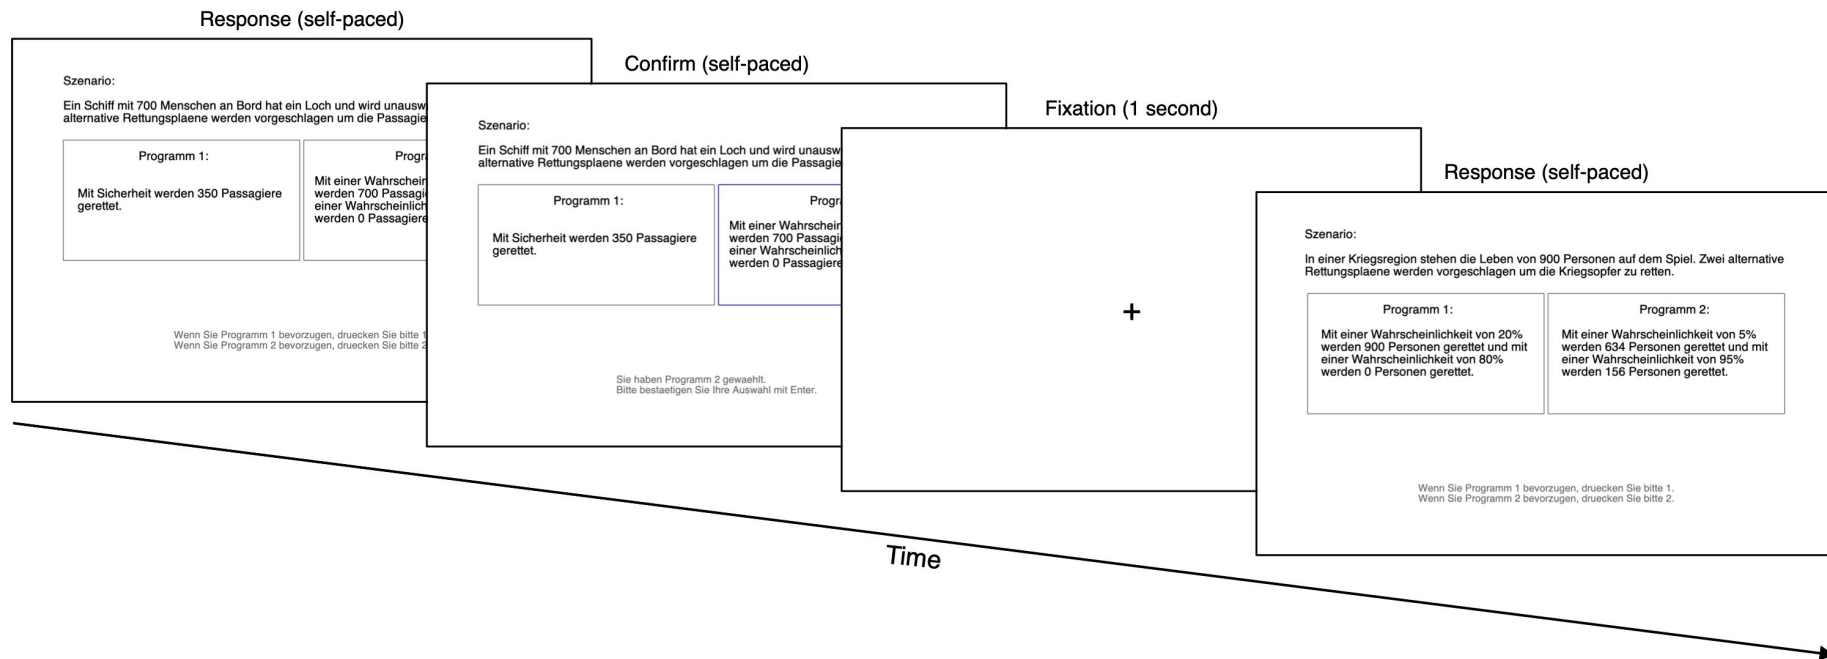 Response (self-paced)
Szenario:
Ein Schiff mit 700 Menschen an Bord hat ein Loch und wird
alternative Rettungsplaene werden vorgeschlagen um die
Programm 1:
Mit Sicherheit werden 350 Passagiere
gerettet.
Mit einer
werden 700
einer
werden 0 Passagiere
Wenn Sie Programm 1 bevorzugen, druecken Sie bitte 1
Wenn Sie Programm 2 bevorzugen, druecken Sie bitte 2
Confirm (self-paced)
Szenario:
Ein Schiff mit 700 Menschen an Bord hat ein Loch und wird
alternative Rettungsplaene werden vorgeschlagen um die
Programm 1:
Mit Sicherheit werden 350 Passagiere
gerettet.
Mit einer
werden 700
einer
werden 0 Passagiere
Sie haben Programm 2 gewaehlt.
Bitte bestaetigen Sie Ihre Auswahl mit Enter.
Fixation (1 second)
+
Response (self-paced)
Szenario:
In einer Kriegsregion stehen die Leben von 900 Personen auf dem Spiel. Zwei alternative
Rettungsplaene werden vorgeschlagen um die Kriegsopfer zu retten.
Programm 1:
Mit einer Wahrscheinlichkeit von 20%
werden 900 Personen gerettet und mit
einer Wahrscheinlichkeit von 80%
werden 0 Personen gerettet.
Programm 2:
Mit einer Wahrscheinlichkeit von 5%
werden 634 Personen gerettet und mit
einer Wahrscheinlichkeit von 95%
werden 156 Personen gerettet.
Wenn Sie Programm 1 bevorzugen, druecken Sie bitte 1.
Wenn Sie Programm 2 bevorzugen, druecken Sie bitte 2.
Time